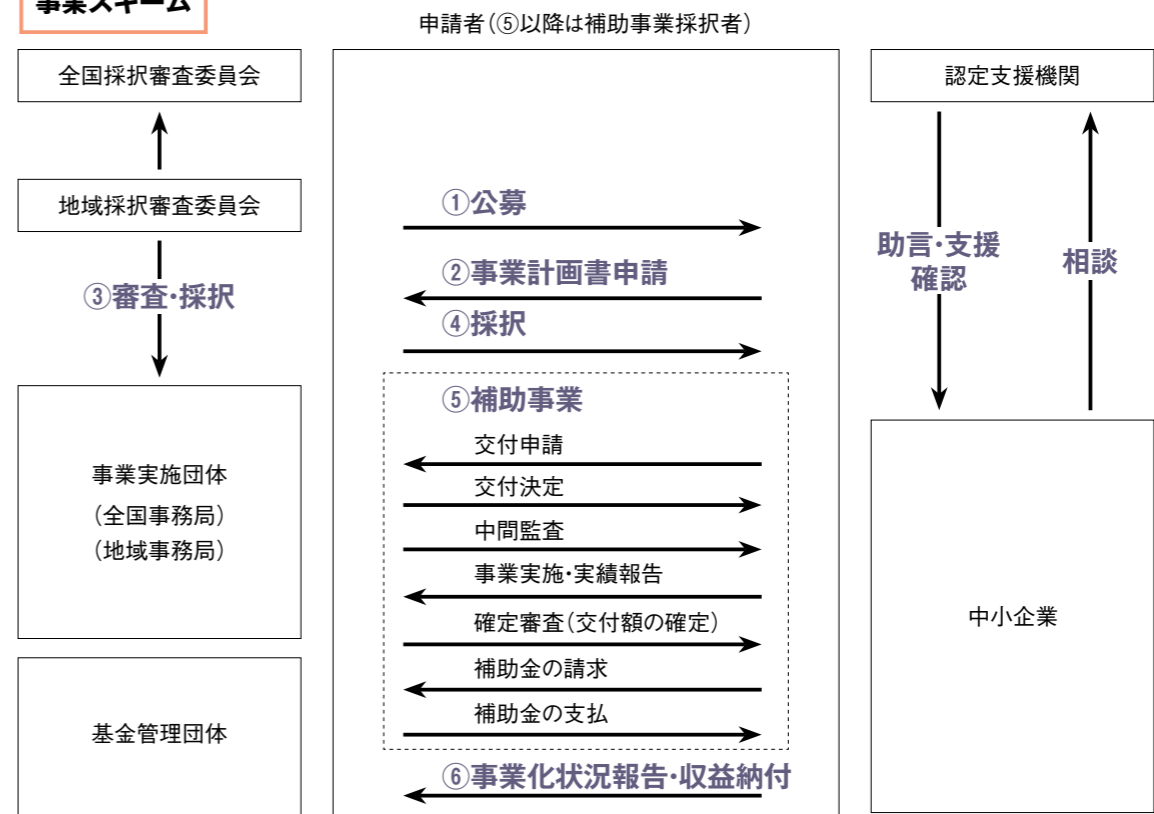 事業スキーム
申請者（⑤以降は補助事業採択者）
全国採択審査委員会
地域採択審査委員会
③審査・採択
事業実施団体
（全国事務局）
（地域事務局）
基金管理団体
①公募
②事業計画書申請
④採択
⑤補助事業
交付申請
交付決定
中間監査
事業実施・実績報告
確定審査（交付額の確定）
補助金の請求
補助金の支払
⑥事業化状況報告・収益納付
認定支援機関
助言・支援
確認
相談
中小企業